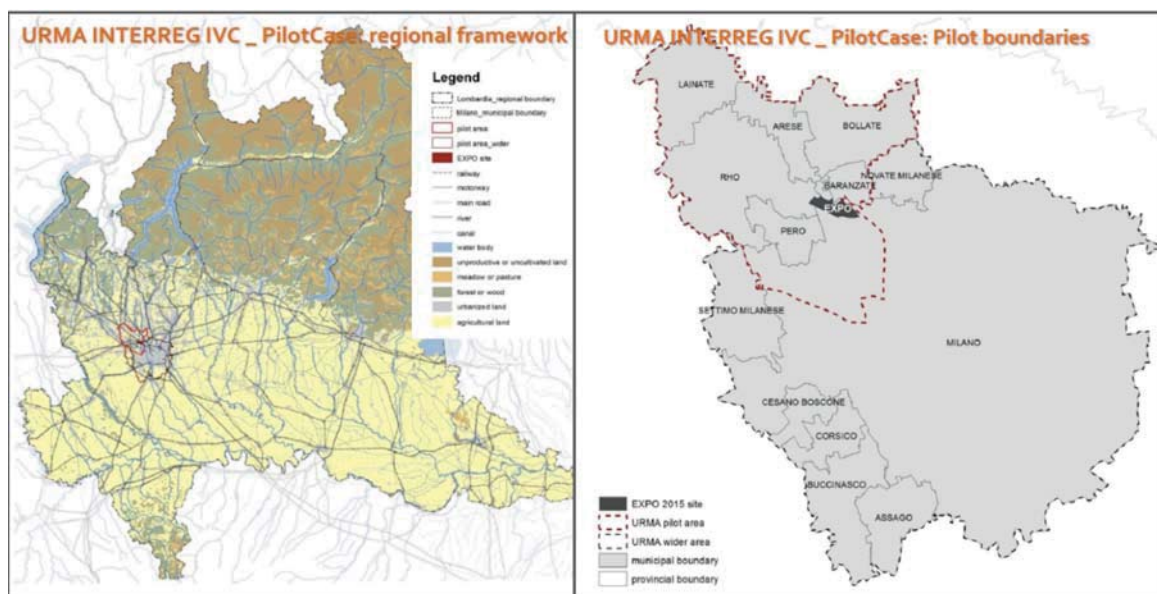 URMA INTERREG IVC _ PilotCase: regional framework
Legend
Lombardia_regional boundary
Milano_municipal boundary
pilot area
pilot area_wider
EXPO site
railway
motorway
main road
river
canal
water body
unproductive or uncultivated land
meadow or pasture
forest or wood
urbanized land
agricultural land
URMA INTERREG IVC _ PilotCase: Pilot boundaries
LAINATE
ARESE
BOLLATE
RHO
BARANZATE
NOVATE MILANESE
EXPO
PERO
SETTIMO MILANESE
MILANO
CESANO BOSCONE
CORSICO
BUCCINASCO
ASSAGO
EXPO 2015 site
URMA pilot area
URMA wider area
municipal boundary
provincial boundary